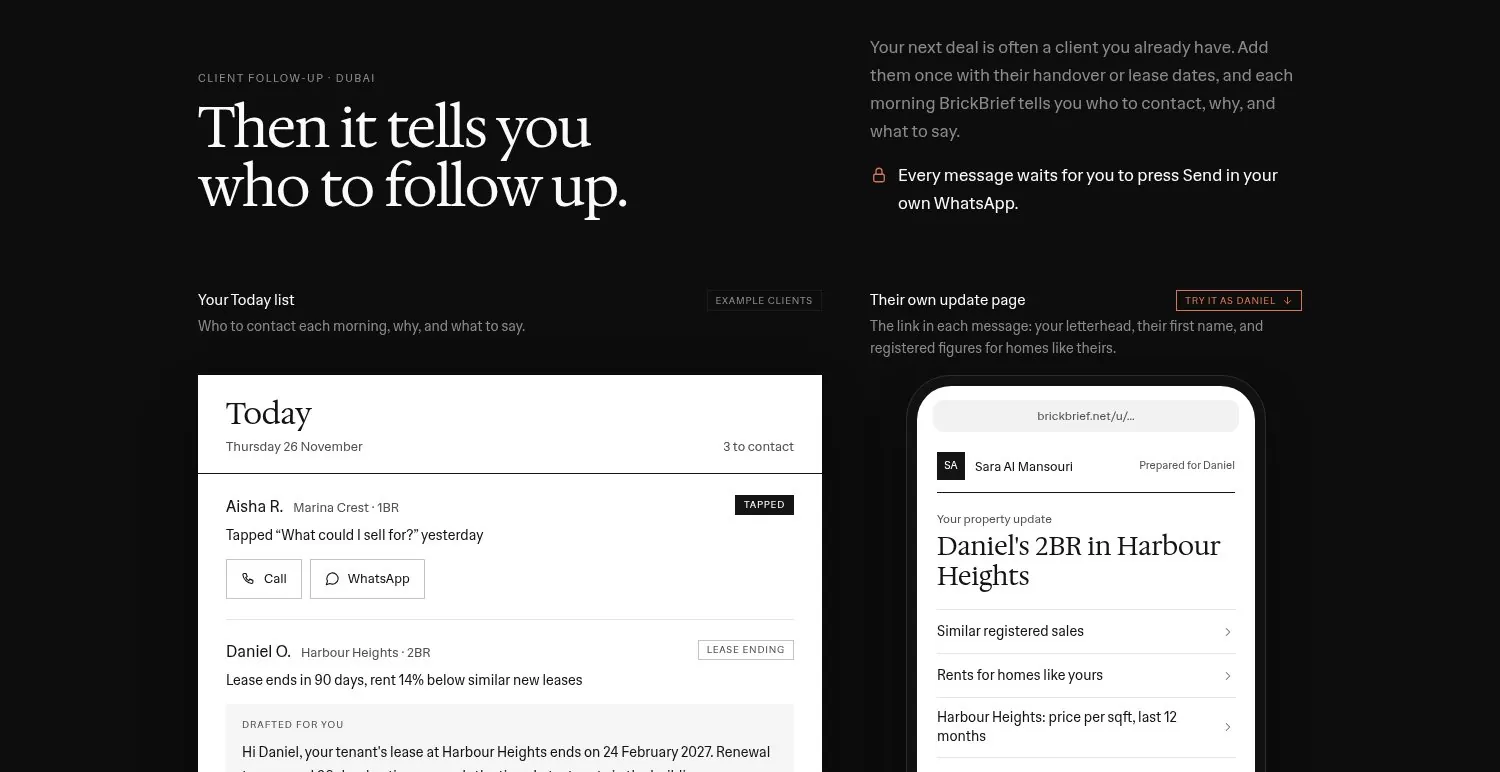 CLIENT FOLLOW-UP · DUBAI
Then it tells you
who to follow up.
Your next deal is often a client you already have. Add
them once with their handover or lease dates, and each
morning BrickBrief tells you who to contact, why, and
what to say.
Every message waits for you to press Send in your
own WhatsApp.
Your Today list
EXAMPLE CLIENTS
Who to contact each morning, why, and what to say.
Today
Thursday 26 November
3 to contact
Aisha R. Marina Crest · 1BR
TAPPED
Tapped “What could I sell for?” yesterday
Call
WhatsApp
Daniel O. Harbour Heights · 2BR
LEASE ENDING
Lease ends in 90 days, rent 14% below similar new leases
DRAFTED FOR YOU
Hi Daniel, your tenant's lease at Harbour Heights ends on 24 February 2027. Renewal
Their own update page
TRY IT AS DANIEL ↓
The link in each message: your letterhead, their first name, and
registered figures for homes like theirs.
brickbrief.net/u/...
SA
Sara Al Mansouri
Prepared for Daniel
Your property update
Daniel's 2BR in Harbour
Heights
Similar registered sales
Rents for homes like yours
Harbour Heights: price per sqft, last 12
months